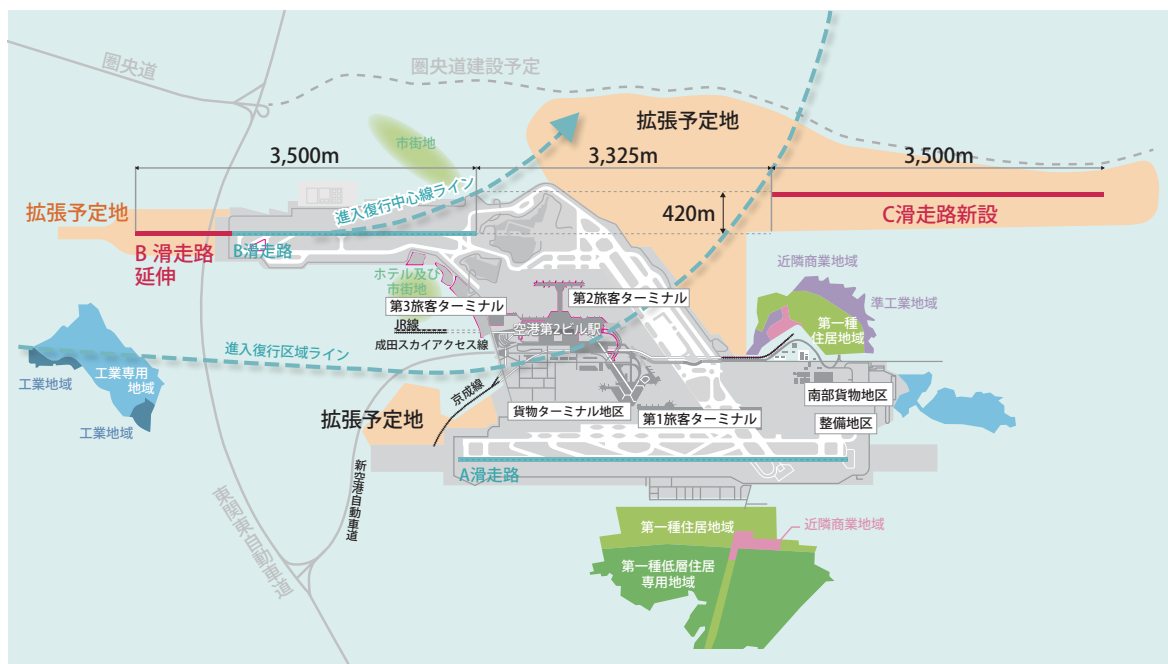 圏央道
圏央道建設予定
拡張予定地
市街地
3,500m
3,325m
3,500m
進入復行中心線ライン
拡張予定地
420m
C滑走路新設
B 滑走路
延伸
B滑走路
近隣商業地域
ホテル及び
市街地
第3旅客ターミナル
第2旅客ターミナル
準工業地域
第一種
住居地域
JR線
空港第2ビル駅
成田スカイアクセス線
進入復行区域ライン
工業地域
工業専用
地域
工業地域
京成線
拡張予定地
貨物ターミナル地区
第1旅客ターミナル
南部貨物地区
整備地区
A滑走路
新空港自動車道
東関東自動車道
第一種住居地域
近隣商業地域
第一種低層住居
専用地域